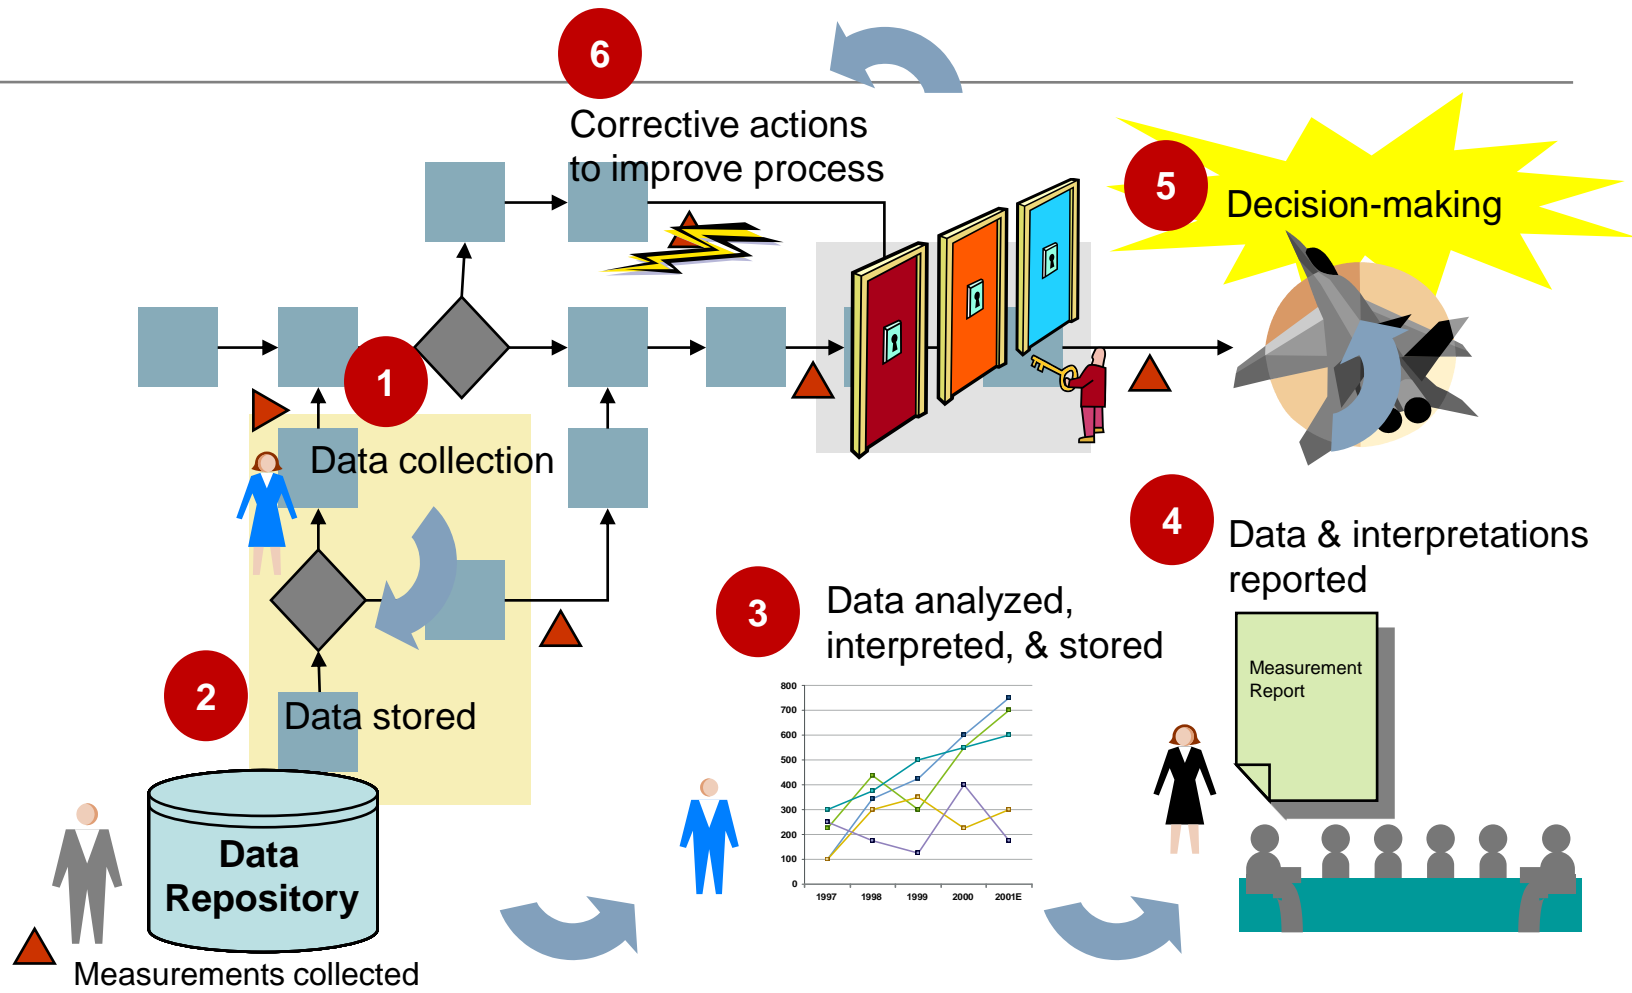 6
Corrective actions
to improve process
5
Decision-making
1
Data collection
4
Data & interpretations
reported
3
Data analyzed,
interpreted, & stored
2
Data stored
Measurement
Report
800
700
600
500
400
300
200
100
0
1997 1998 1999 2000 2001E
Data
Repository
Measurements collected